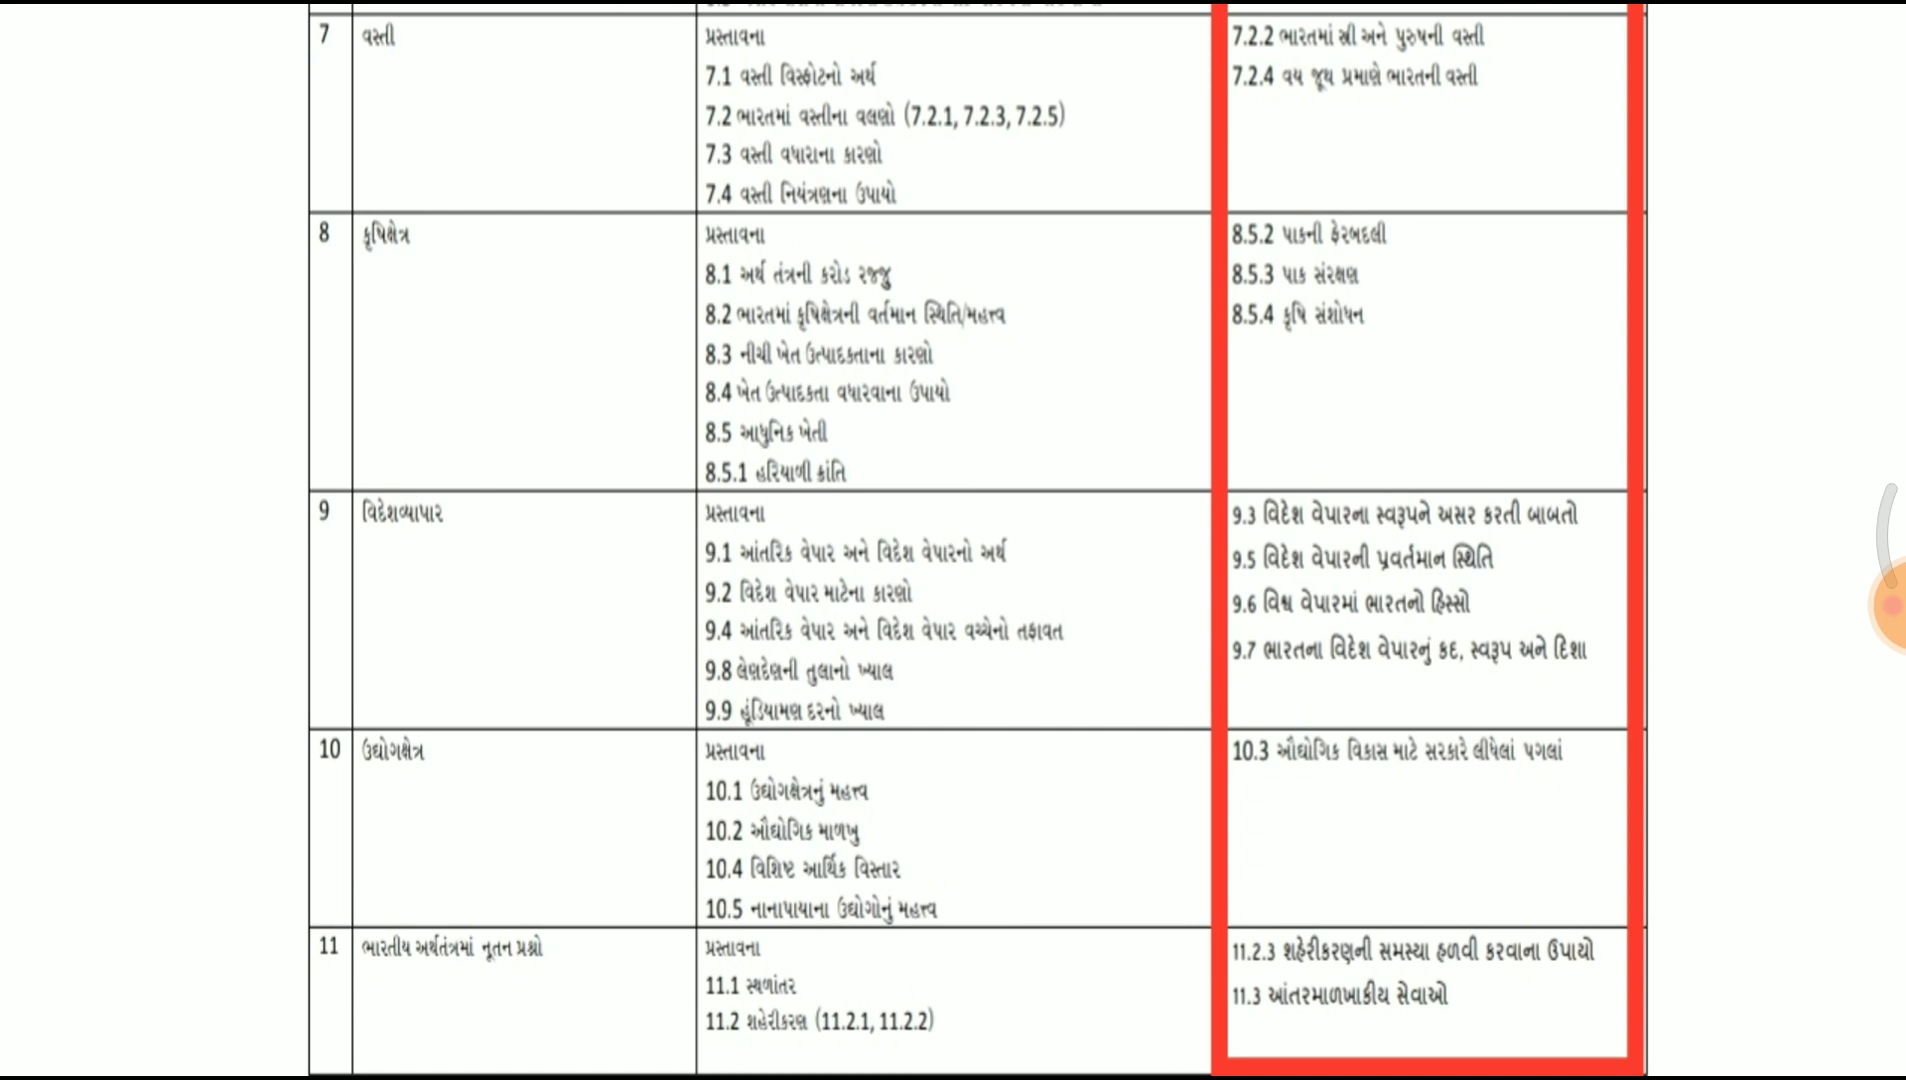 7
વસ્તી
પ્રસ્તાવના
7.1 વસ્તી વિસ્ફોટનો અર્થ
7.2 ભારતમાં વસ્તીના વલણો (7.2.1, 7.2.3, 7.2.5)
7.3 વસ્તી વધારાના કારણો
7.4 વસ્તી નિયંત્રણના ઉપાયો
7.2.2 ભારતમાં સ્ત્રી અને પુરુષની વસ્તી
7.2.4 વય જૂથ પ્રમાણે ભારતની વસ્તી
8
કૃષિક્ષેત્ર
પ્રસ્તાવના
8.1 અર્થ તંત્રની કરોડ રજ્જુ
8.2 ભારતમાં કૃષિક્ષેત્રની વર્તમાન સ્થિતિ/મહત્ત્વ
8.3 નીચી ખેત ઉત્પાદકતાના કારણો
8.4 ખેત ઉત્પાદકતા વધારવાના ઉપાયો
8.5 આધુનિક ખેતી
8.5.1 હરિયાળી ક્રાંતિ
8.5.2 પાકની ફેરબદલી
8.5.3 પાક સંરક્ષણ
8.5.4 કૃષિ સંશોધન
9
વિદેશવ્યાપાર
પ્રસ્તાવના
9.1 આંતરિક વેપાર અને વિદેશ વેપારનો અર્થ
9.2 વિદેશ વેપાર માટેના કારણો
9.4 આંતરિક વેપાર અને વિદેશ વેપાર વચ્ચેનો તફાવત
9.8 લેણદેણની તુલાનો ખ્યાલ
9.9 હૂંડિયામણ દરનો ખ્યાલ
9.3 વિદેશ વેપારના સ્વરૂપને અસર કરતી બાબતો
9.5 વિદેશ વેપારની પ્રવર્તમાન સ્થિતિ
9.6 વિશ્વ વેપારમાં ભારતનો હિસ્સો
9.7 ભારતના વિદેશ વેપારનું કદ, સ્વરૂપ અને દિશા
10
ઉદ્યોગક્ષેત્ર
પ્રસ્તાવના
10.1 ઉદ્યોગક્ષેત્રનું મહત્ત્વ
10.2 ઔદ્યોગિક માળખુ
10.4 વિશિષ્ટ આર્થિક વિસ્તાર
10.5 નાનાપાયાના ઉદ્યોગોનું મહત્ત્વ
10.3 ઔદ્યોગિક વિકાસ માટે સરકારે લીધેલાં પગલાં
11
ભારતીય અર્થતંત્રમાં નૂતન પ્રશ્નો
પ્રસ્તાવના
11.1 સ્થળાંતર
11.2 શહેરીકરણ (11.2.1, 11.2.2)
11.2.3 શહેરીકરણની સમસ્યા હળવી કરવાના ઉપાયો
11.3 આંતરમાળખાકીય સેવાઓ